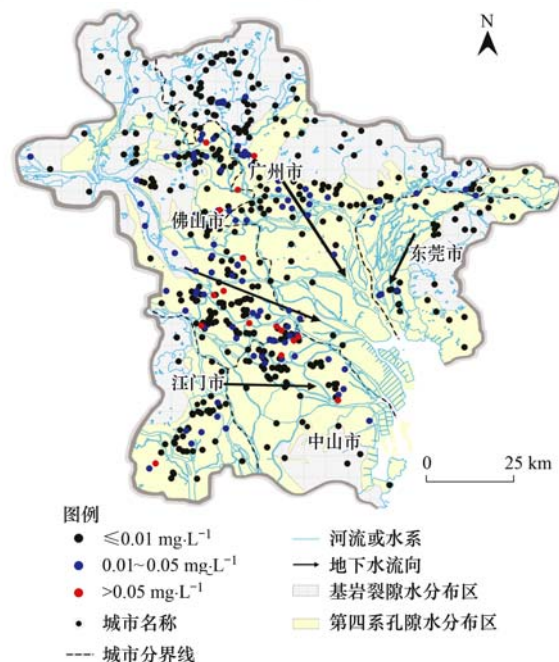 N
广州市
佛山市
东莞市
江门市
中山市
0 25 km
图例
≤0.01 mg·L⁻¹
0.01~0.05 mg·L⁻¹
>0.05 mg·L⁻¹
城市名称
城市分界线
河流或水系
地下水流向
基岩裂隙水分布区
第四系孔隙水分布区